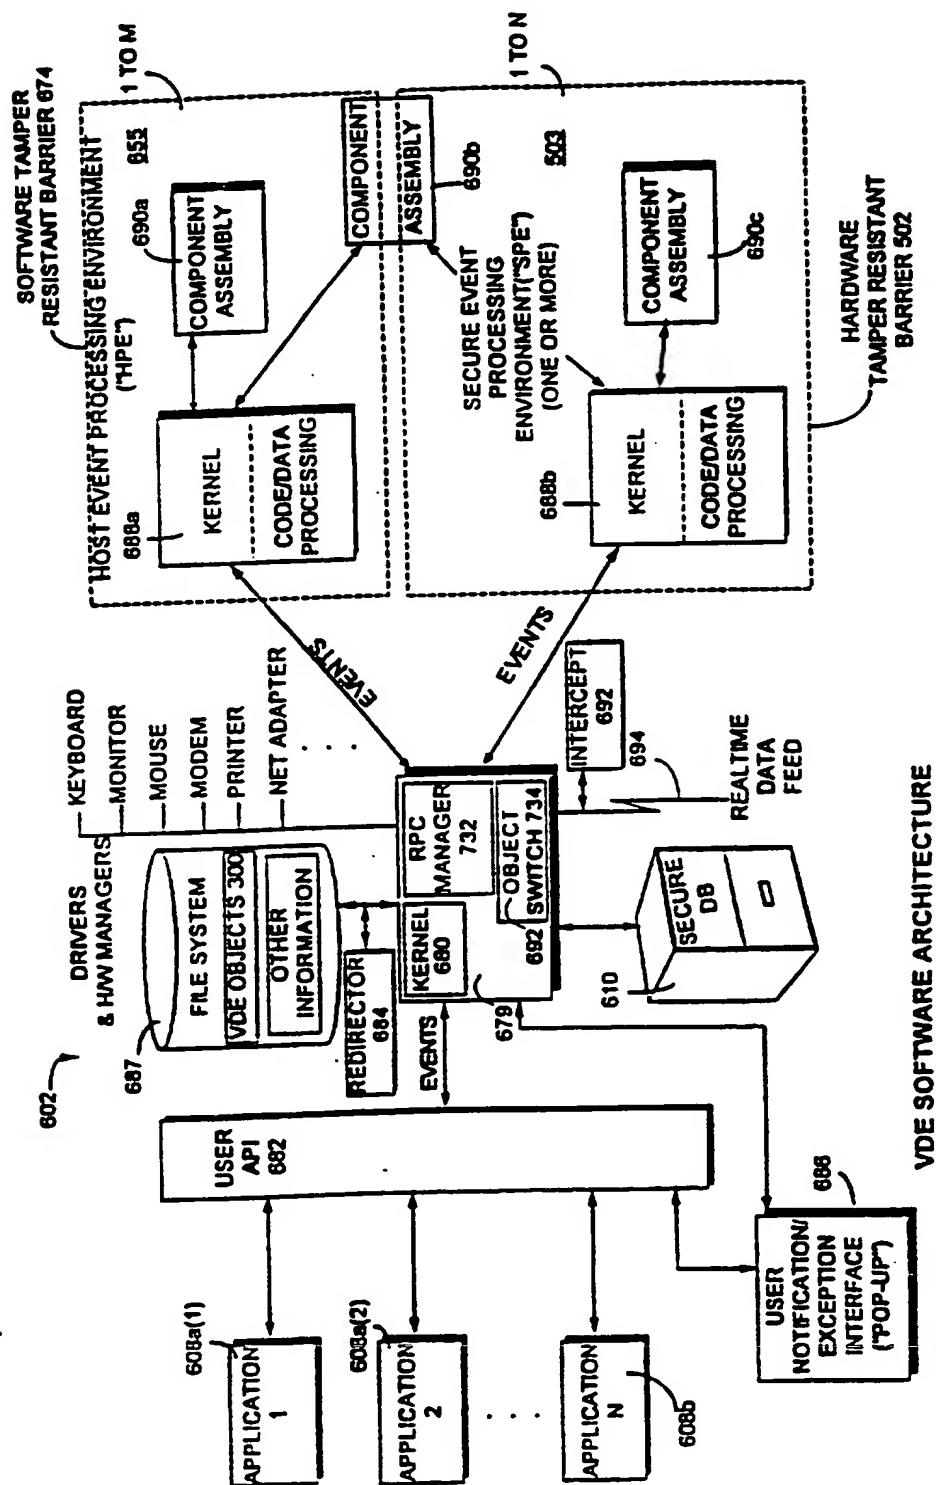 602
DRIVERS
& H/W MANAGERS
KEYBOARD
MONITOR
MOUSE
MODEM
PRINTER
NET ADAPTER
. . . .
SOFTWARE TAMPER
RESISTANT BARRIER 674
HOST EVENT PROCESSING ENVIRONMENT
("HPE")
655
1 TO M
690a
COMPONENT
ASSEMBLY
688a
KERNEL
CODE/DATA
PROCESSING
COMPONENT
ASSEMBLY
690b
SECURE EVENT
PROCESSING
ENVIRONMENT("SPE")
(ONE OR MORE)
503
1 TO N
688b
KERNEL
CODE/DATA
PROCESSING
COMPONENT
ASSEMBLY
690c
HARDWARE
TAMPER RESISTANT
BARRIER 502
EVENTS
EVENTS
687
FILE SYSTEM
VDE OBJECTS 300
OTHER
INFORMATION
REDIRECTOR
684
EVENTS
KERNEL
680
RPC
MANAGER
732
692
OBJECT
SWITCH 734
679
INTERCEPT
692
694
REALTIME
DATA
FEED
610
SECURE
DB
USER
API
682
608a(1)
APPLICATION
1
608a(2)
APPLICATION
2
. . . .
APPLICATION
N
608b
686
USER
NOTIFICATION/
EXCEPTION
INTERFACE
("POP-UP")
VDE SOFTWARE ARCHITECTURE